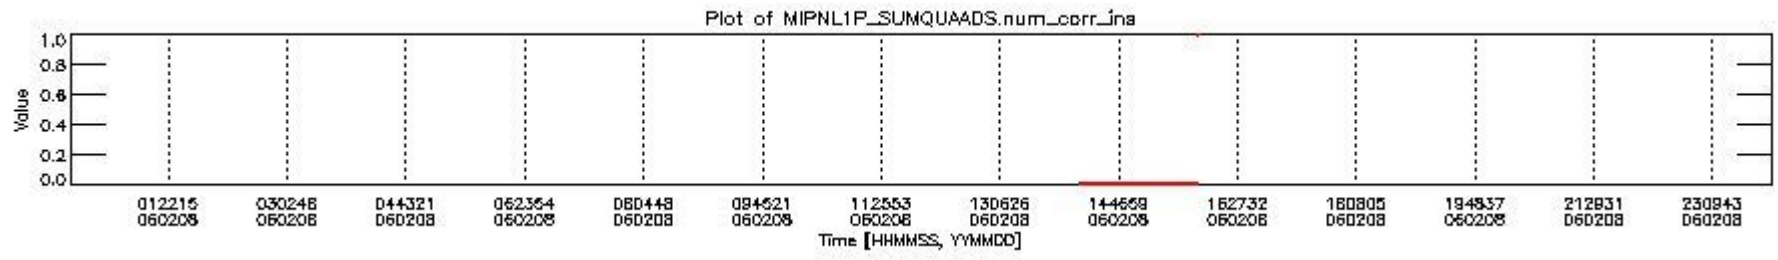 Plot of MIPNL1P_SUMQUAADS.num_corr_ins
1.0
0.8
0.6
0.4
0.2
0.0
Value
012215 030248 044321 062354 080448 094521 112553 130626 144659 162732 180805 194837 212931 230943
060208 060208 060208 060208 060208 060208 060208 060208 060208 060208 060208 060208 060208 060208
Time [HHMMSS, YYMMDD]